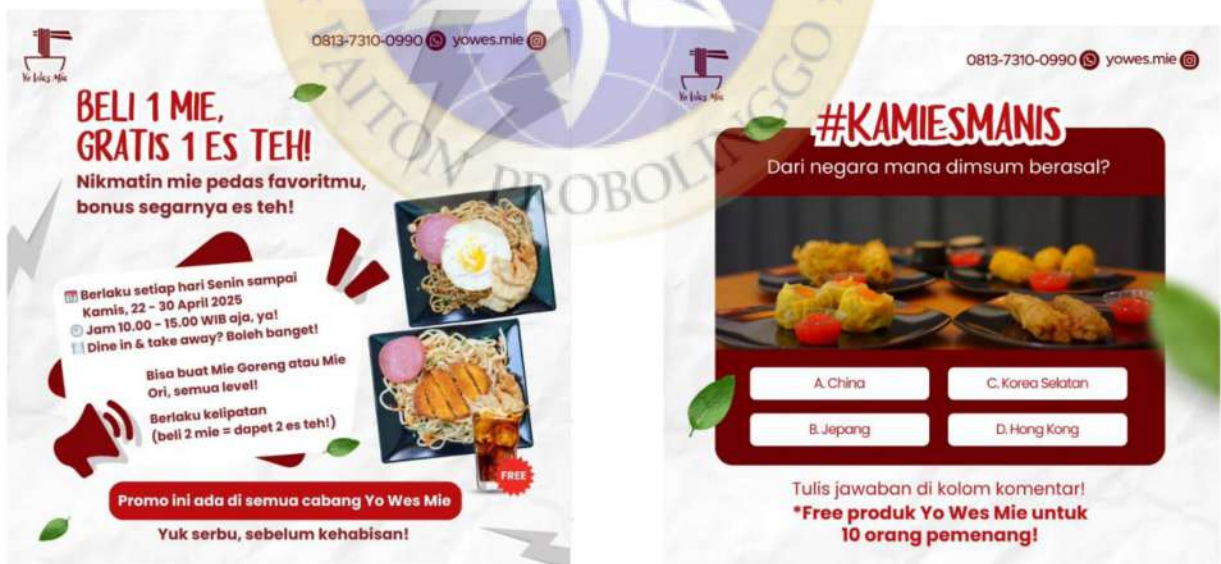 Yo Wes Mie
0813-7310-0990 yowes.mie
BELI 1 MIE,
GRATIS 1 ES TEH!
Nikmatin mie pedas favoritmu,
bonus segarnya es teh!
Berlaku setiap hari Senin sampai
Kamis, 22 - 30 April 2025
Jam 10.00 - 15.00 WIB aja, ya!
Dine in & take away? Boleh banget!
Bisa buat Mie Goreng atau Mie
Ori, semua level!
Berlaku kelipatan
(beli 2 mie = dapet 2 es teh!)
FREE
Promo ini ada di semua cabang Yo Wes Mie
Yuk serbu, sebelum kehabisan!
PAITON PROBOLINGGO
Yo Wes Mie
0813-7310-0990 yowes.mie
#KAMIESMANIS
Dari negara mana dimsum berasal?
A. China
C. Korea Selatan
B. Jepang
D. Hong Kong
Tulis jawaban di kolom komentar!
*Free produk Yo Wes Mie untuk
10 orang pemenang!